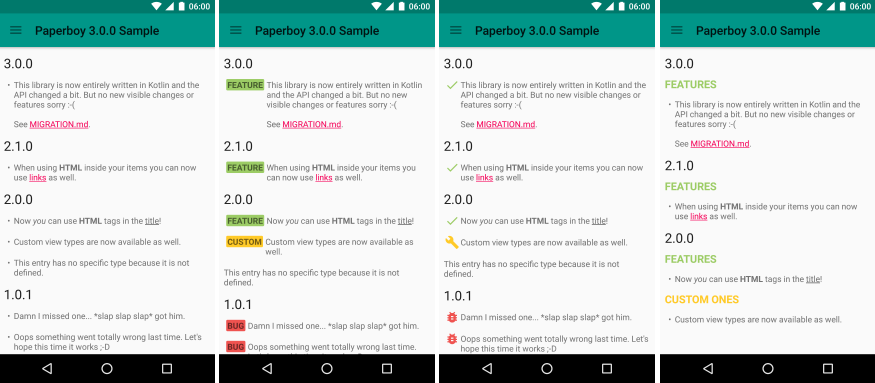 06:00
Paperboy 3.0.0 Sample
3.0.0
• This library is now entirely written in Kotlin and the
API changed a bit. But no new visible changes or
features sorry :-(
See MIGRATION.md.
2.1.0
• When using HTML inside your items you can now
use links as well.
2.0.0
• Now you can use HTML tags in the title!
• Custom view types are now available as well.
• This entry has no specific type because it is not
defined.
1.0.1
• Damn I missed one... *slap slap slap* got him.
• Oops something went totally wrong last time. Let's
hope this time it works ;-D
06:00
Paperboy 3.0.0 Sample
3.0.0
FEATURE This library is now entirely written in Kotlin
and the API changed a bit. But no new
visible changes or features sorry :-(
See MIGRATION.md.
2.1.0
FEATURE When using HTML inside your items you
can now use links as well.
2.0.0
FEATURE Now you can use HTML tags in the title!
CUSTOM Custom view types are now available as
well.
This entry has no specific type because it is not
defined.
1.0.1
BUG Damn I missed one... *slap slap slap* got him.
BUG Oops something went totally wrong last time.
06:00
Paperboy 3.0.0 Sample
3.0.0
This library is now entirely written in Kotlin and the
API changed a bit. But no new visible changes or
features sorry :-(
See MIGRATION.md.
2.1.0
When using HTML inside your items you can now
use links as well.
2.0.0
Now you can use HTML tags in the title!
Custom view types are now available as well.
This entry has no specific type because it is not
defined.
1.0.1
Damn I missed one... *slap slap slap* got him.
Oops something went totally wrong last time. Let's
hope this time it works ;-D
06:00
Paperboy 3.0.0 Sample
3.0.0
FEATURES
• This library is now entirely written in Kotlin and the
API changed a bit. But no new visible changes or
features sorry :-(
See MIGRATION.md.
2.1.0
FEATURES
• When using HTML inside your items you can now
use links as well.
2.0.0
FEATURES
• Now you can use HTML tags in the title!
CUSTOM ONES
• Custom view types are now available as well.